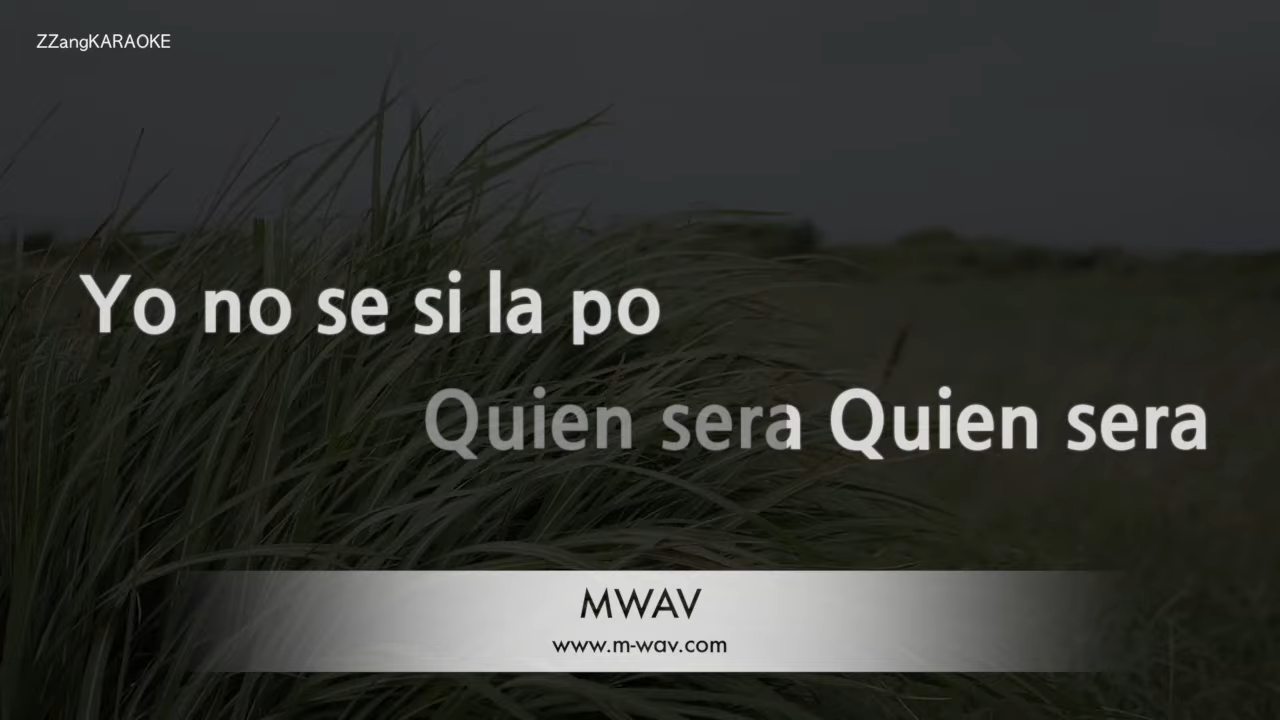 ZZangKARAOKE
Yo no se si la po
Quien sera Quien sera
MWAV
www.m-wav.com